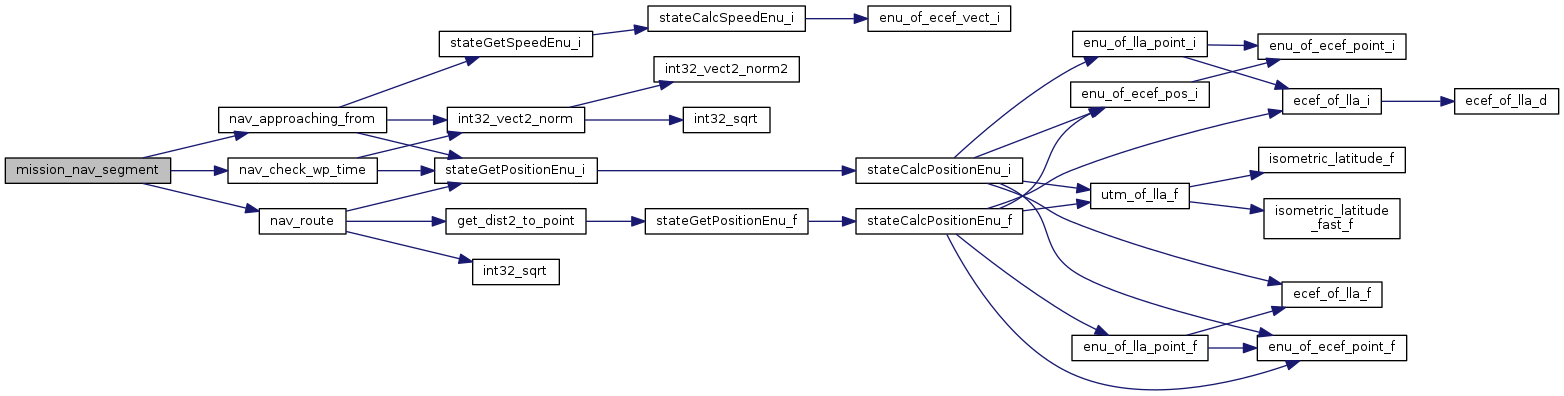 stateCalcSpeedEnu_i
enu_of_ecef_vect_i
stateGetSpeedEnu_i
enu_of_lla_point_i
enu_of_ecef_point_i
int32_vect2_norm2
enu_of_ecef_pos_i
ecef_of_lla_i
ecef_of_lla_d
nav_approaching_from
int32_vect2_norm
int32_sqrt
isometric_latitude_f
mission_nav_segment
nav_check_wp_time
stateGetPositionEnu_i
stateCalcPositionEnu_i
utm_of_lla_f
isometric_latitude
_fast_f
nav_route
get_dist2_to_point
stateGetPositionEnu_f
stateCalcPositionEnu_f
int32_sqrt
ecef_of_lla_f
enu_of_lla_point_f
enu_of_ecef_point_f